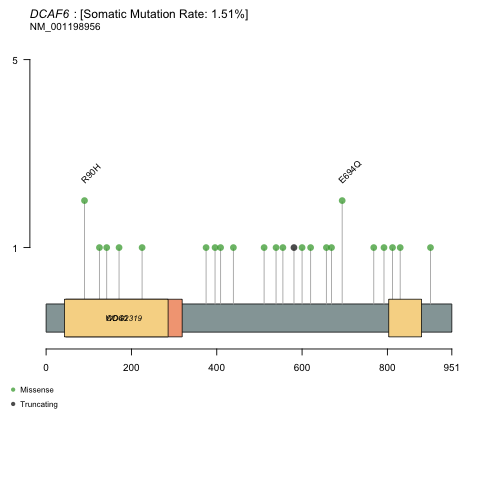 DCAF6 : [Somatic Mutation Rate: 1.51%]
NM_001198956
5
R90H
E694Q
1
0 200 400 600 800 951
Missense
Truncating